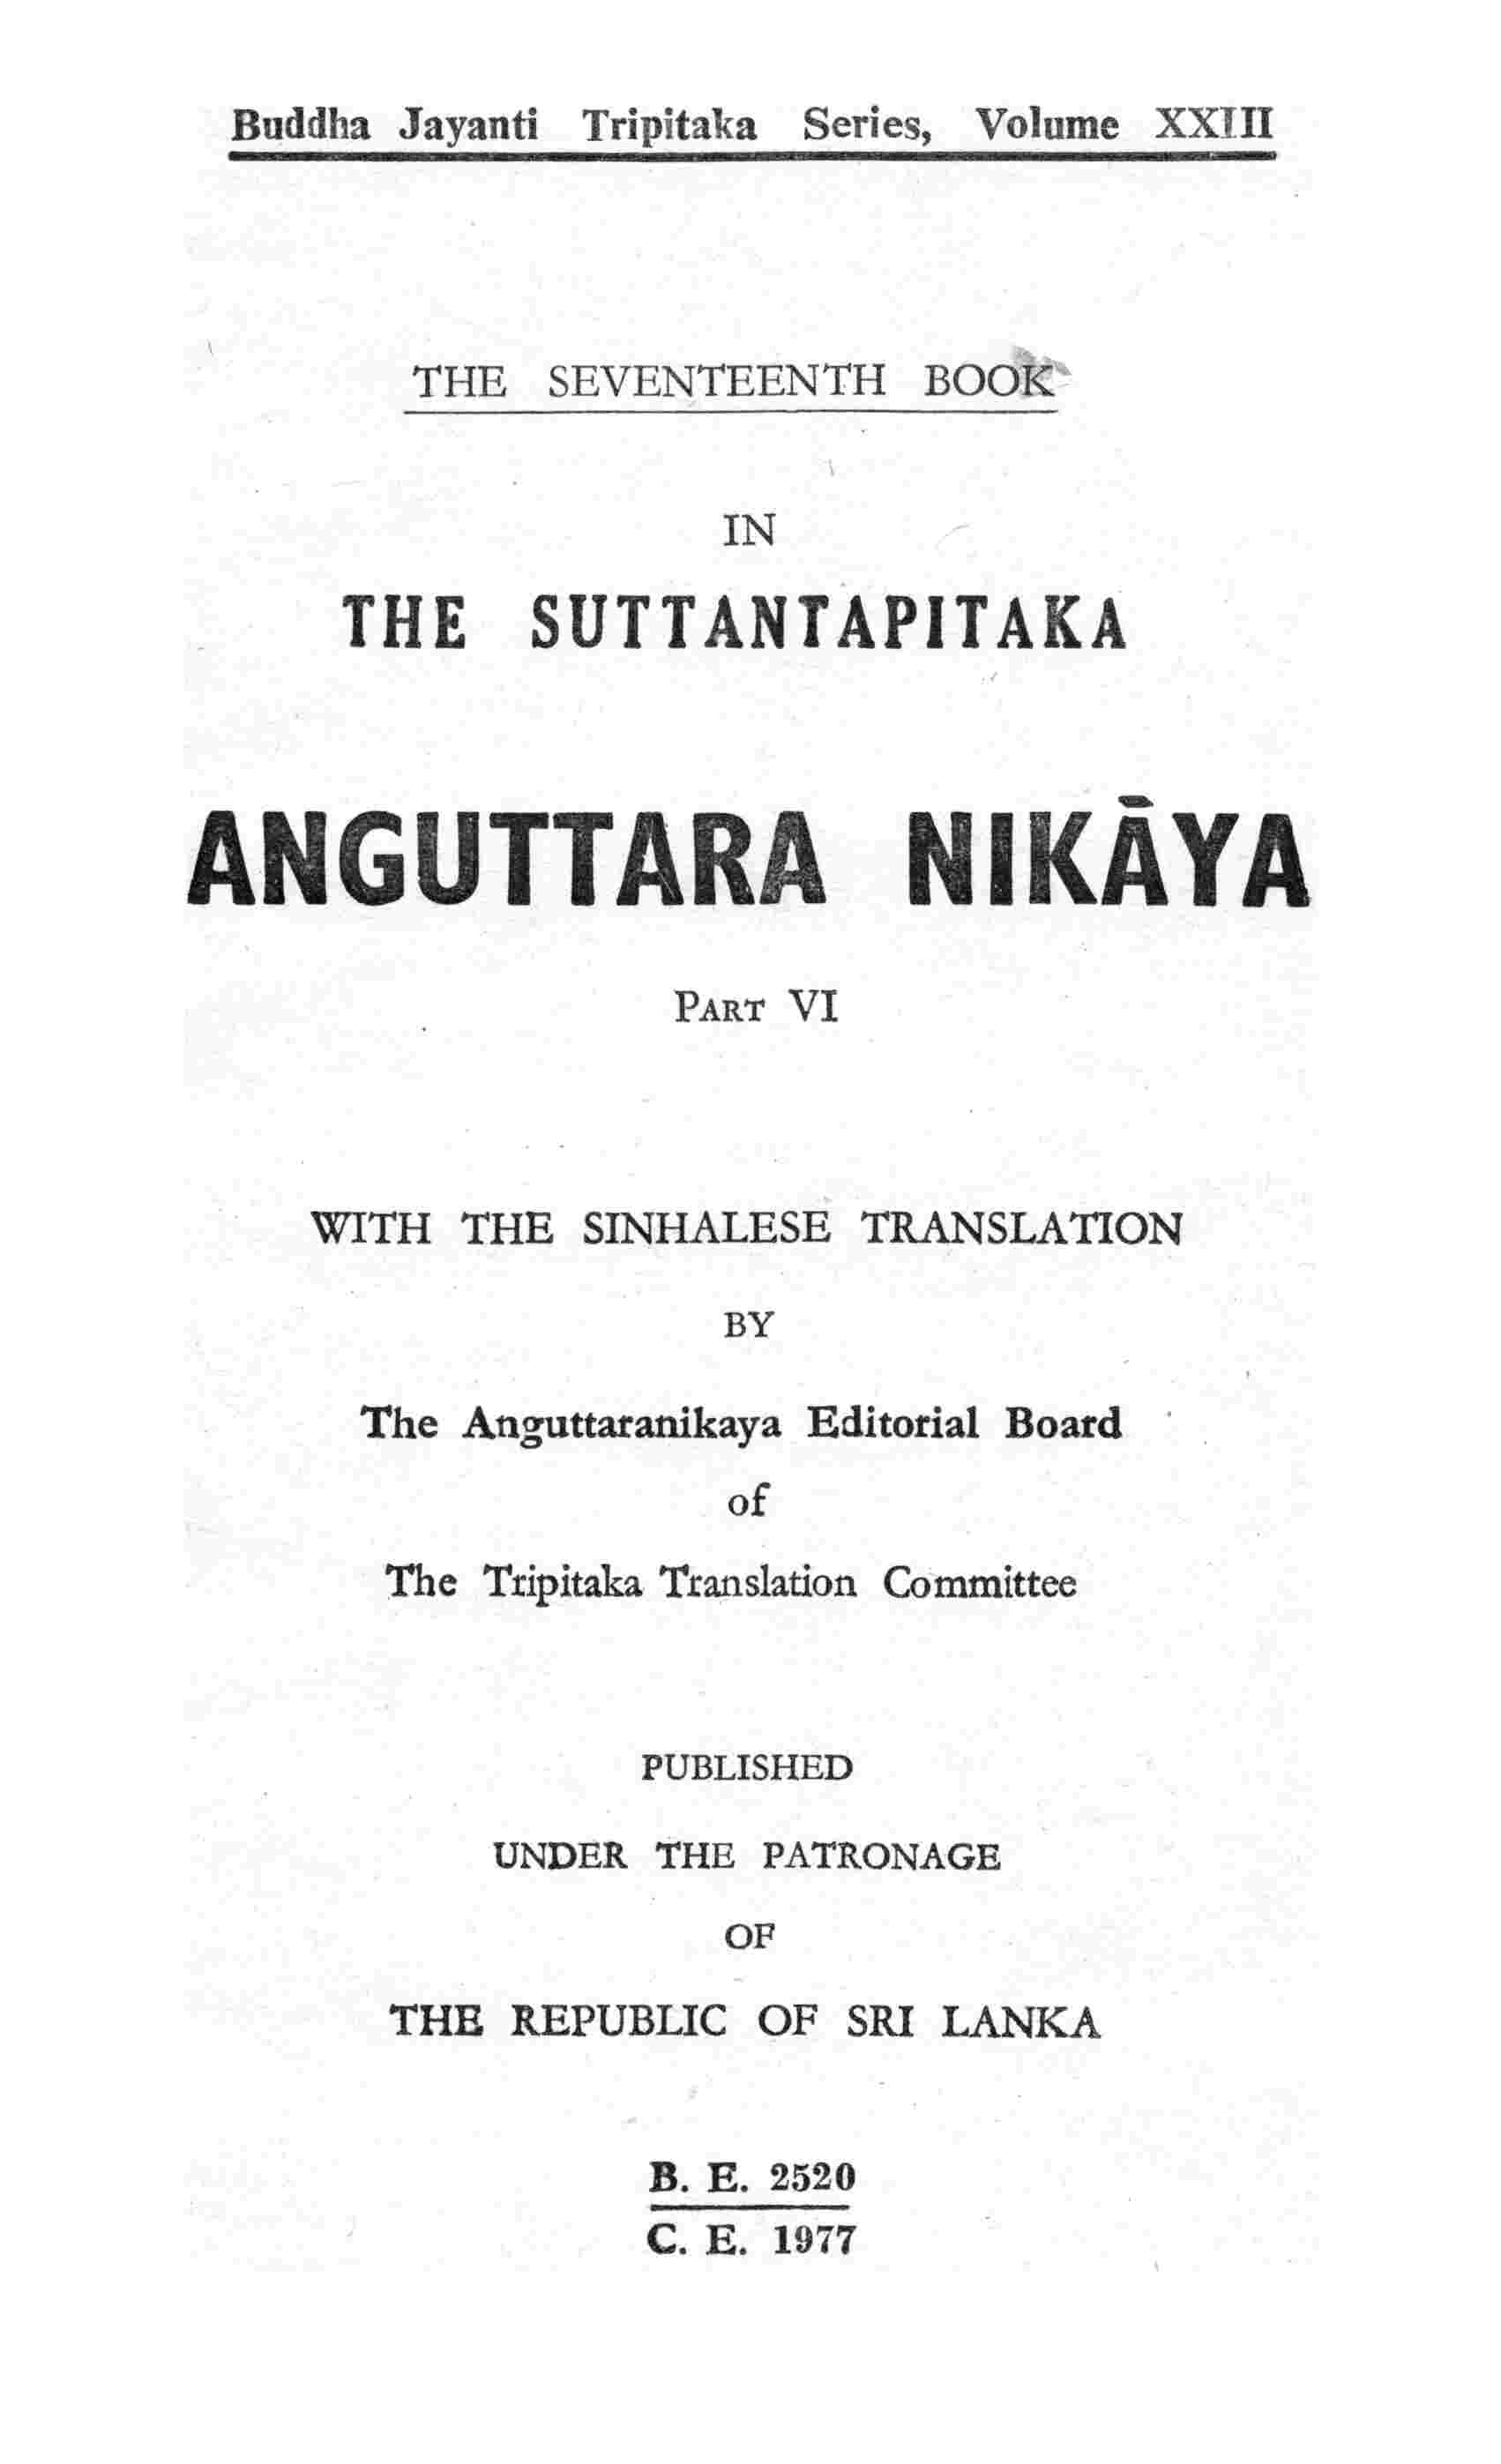 Buddha Jayanti Tripitaka Series, Volume XXIII
THE SEVENTEENTH BOOK
IN
THE SUTTANTAPITAKA
ANGUTTARA NIKĀYA
PART VI
WITH THE SINHALESE TRANSLATION
BY
The Anguttaranikaya Editorial Board
of
The Tripitaka Translation Committee
PUBLISHED
UNDER THE PATRONAGE
OF
THE REPUBLIC OF SRI LANKA
B. E. 2520
C. E. 1977